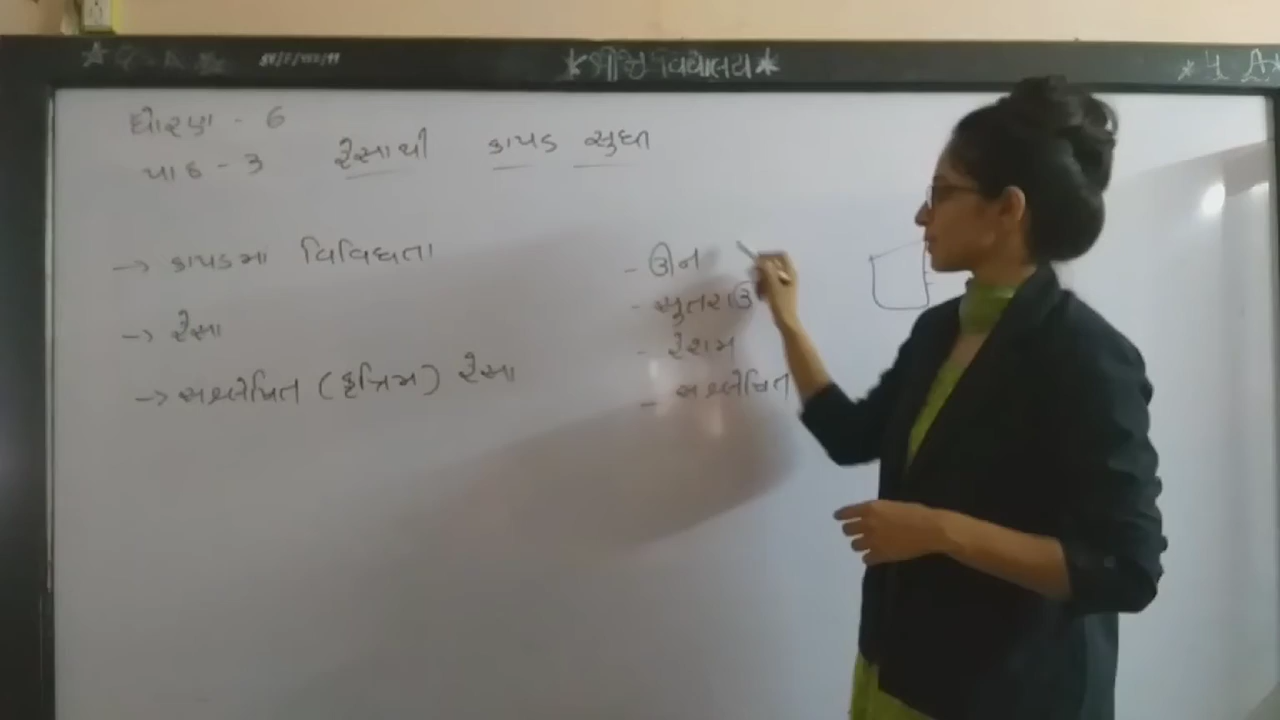 શ્રીજી વિદ્યાલય
ધોરણ - 6
પાઠ - 3 રેસાથી કાપડ સુધી
→ કાપડમાં વિવિધતા
→ રેસા
→ સંશ્લેષિત (કૃત્રિમ) રેસા
- ઊન
- સુતરાઉ
- રેશમ
- સંશ્લેષિત